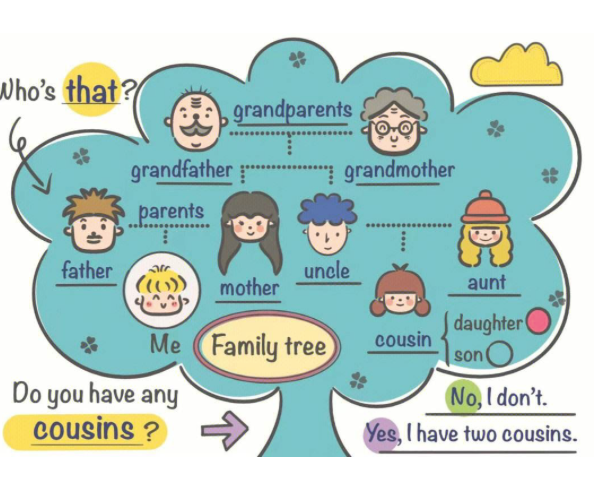 Who's that?
grandparents
grandfather
grandmother
parents
father
mother
uncle
aunt
Me
Family tree
cousin
daughter
son
Do you have any
cousins ?
No, I don't.
Yes, I have two cousins.